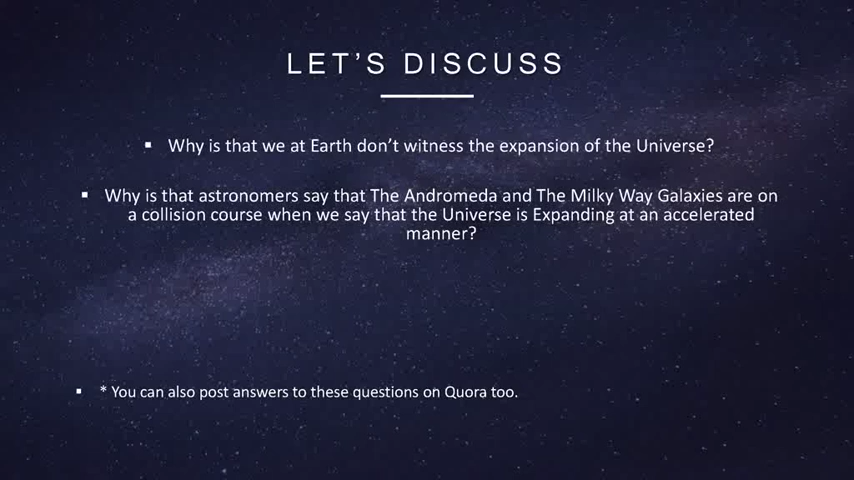 LET’S DISCUSS
▪ Why is that we at Earth don’t witness the expansion of the Universe?
▪ Why is that astronomers say that The Andromeda and The Milky Way Galaxies are on
a collision course when we say that the Universe is Expanding at an accelerated
manner?
▪ * You can also post answers to these questions on Quora too.